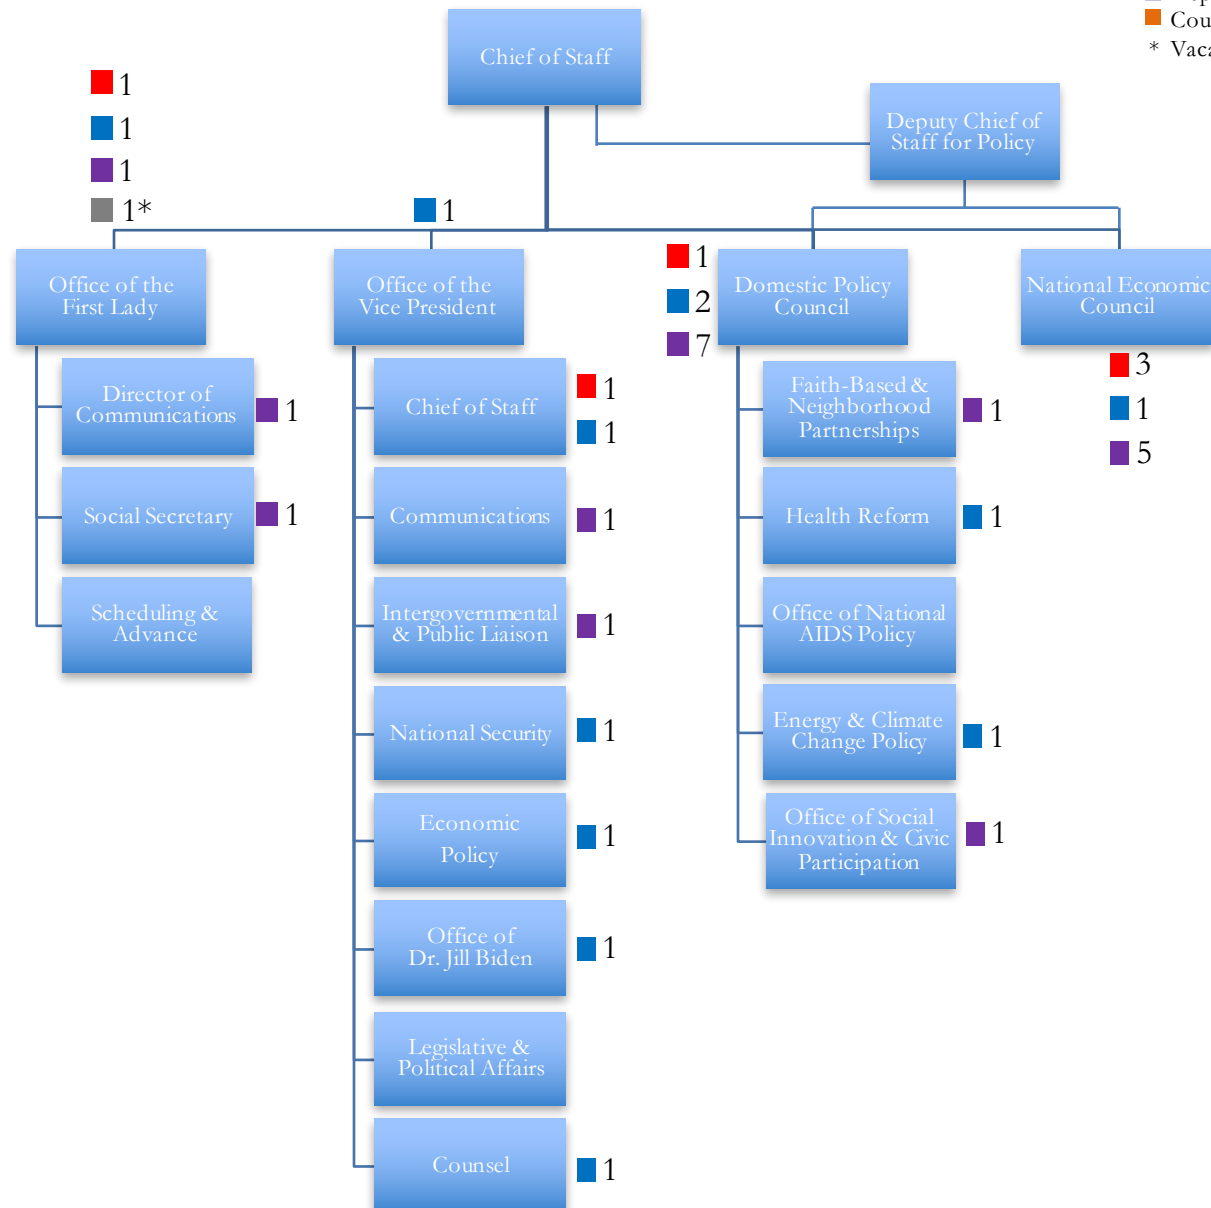 Cou
* Vaca
Chief of Staff
Deputy Chief of
Staff for Policy
1
1
1
1*
1
Office of the
First Lady
Office of the
Vice President
1
2
7
Domestic Policy
Council
National Economic
Council
3
1
5
Director of
Communications
1
Social Secretary
1
Scheduling &
Advance
Chief of Staff
1
1
Communications
1
Intergovernmental
& Public Liaison
1
National Security
1
Economic
Policy
1
Office of
Dr. Jill Biden
1
Legislative &
Political Affairs
Counsel
1
Faith-Based &
Neighborhood
Partnerships
1
Health Reform
1
Office of National
AIDS Policy
Energy & Climate
Change Policy
1
Office of Social
Innovation & Civic
Participation
1